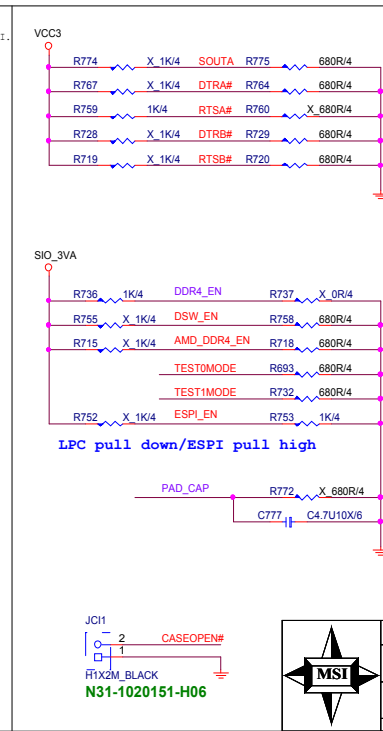 I.
VCC3
R774 X_1K/4 SOUTA R775 680R/4
R767 X_1K/4 DTRA# R764 680R/4
R759 1K/4 RTSA# R760 X_680R/4
R728 X_1K/4 DTRB# R729 680R/4
R719 X_1K/4 RTSB# R720 680R/4
SIO_3VA
R736 1K/4 DDR4_EN R737 X_0R/4
R755 X_1K/4 DSW_EN R758 680R/4
R715 X_1K/4 AMD_DDR4_EN R718 680R/4
TEST0MODE R693 680R/4
TEST1MODE R732 680R/4
R752 X_1K/4 ESPI_EN R753 1K/4
LPC pull down/ESPI pull high
PAD_CAP R772 X_680R/4
C777 C4.7U10X/6
JCI1
2 CASEOPEN#
1
H1X2M_BLACK
N31-1020151-H06
MSI